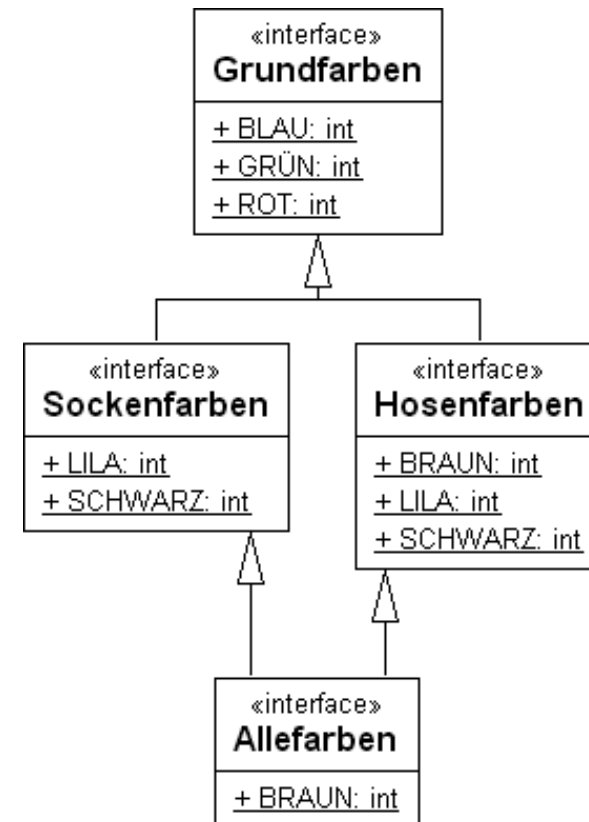 «interface»
Grundfarben
+ BLAU: int
+ GRÜN: int
+ ROT: int
«interface»
Sockenfarben
+ LILA: int
+ SCHWARZ: int
«interface»
Hosenfarben
+ BRAUN: int
+ LILA: int
+ SCHWARZ: int
«interface»
Allefarben
+ BRAUN: int